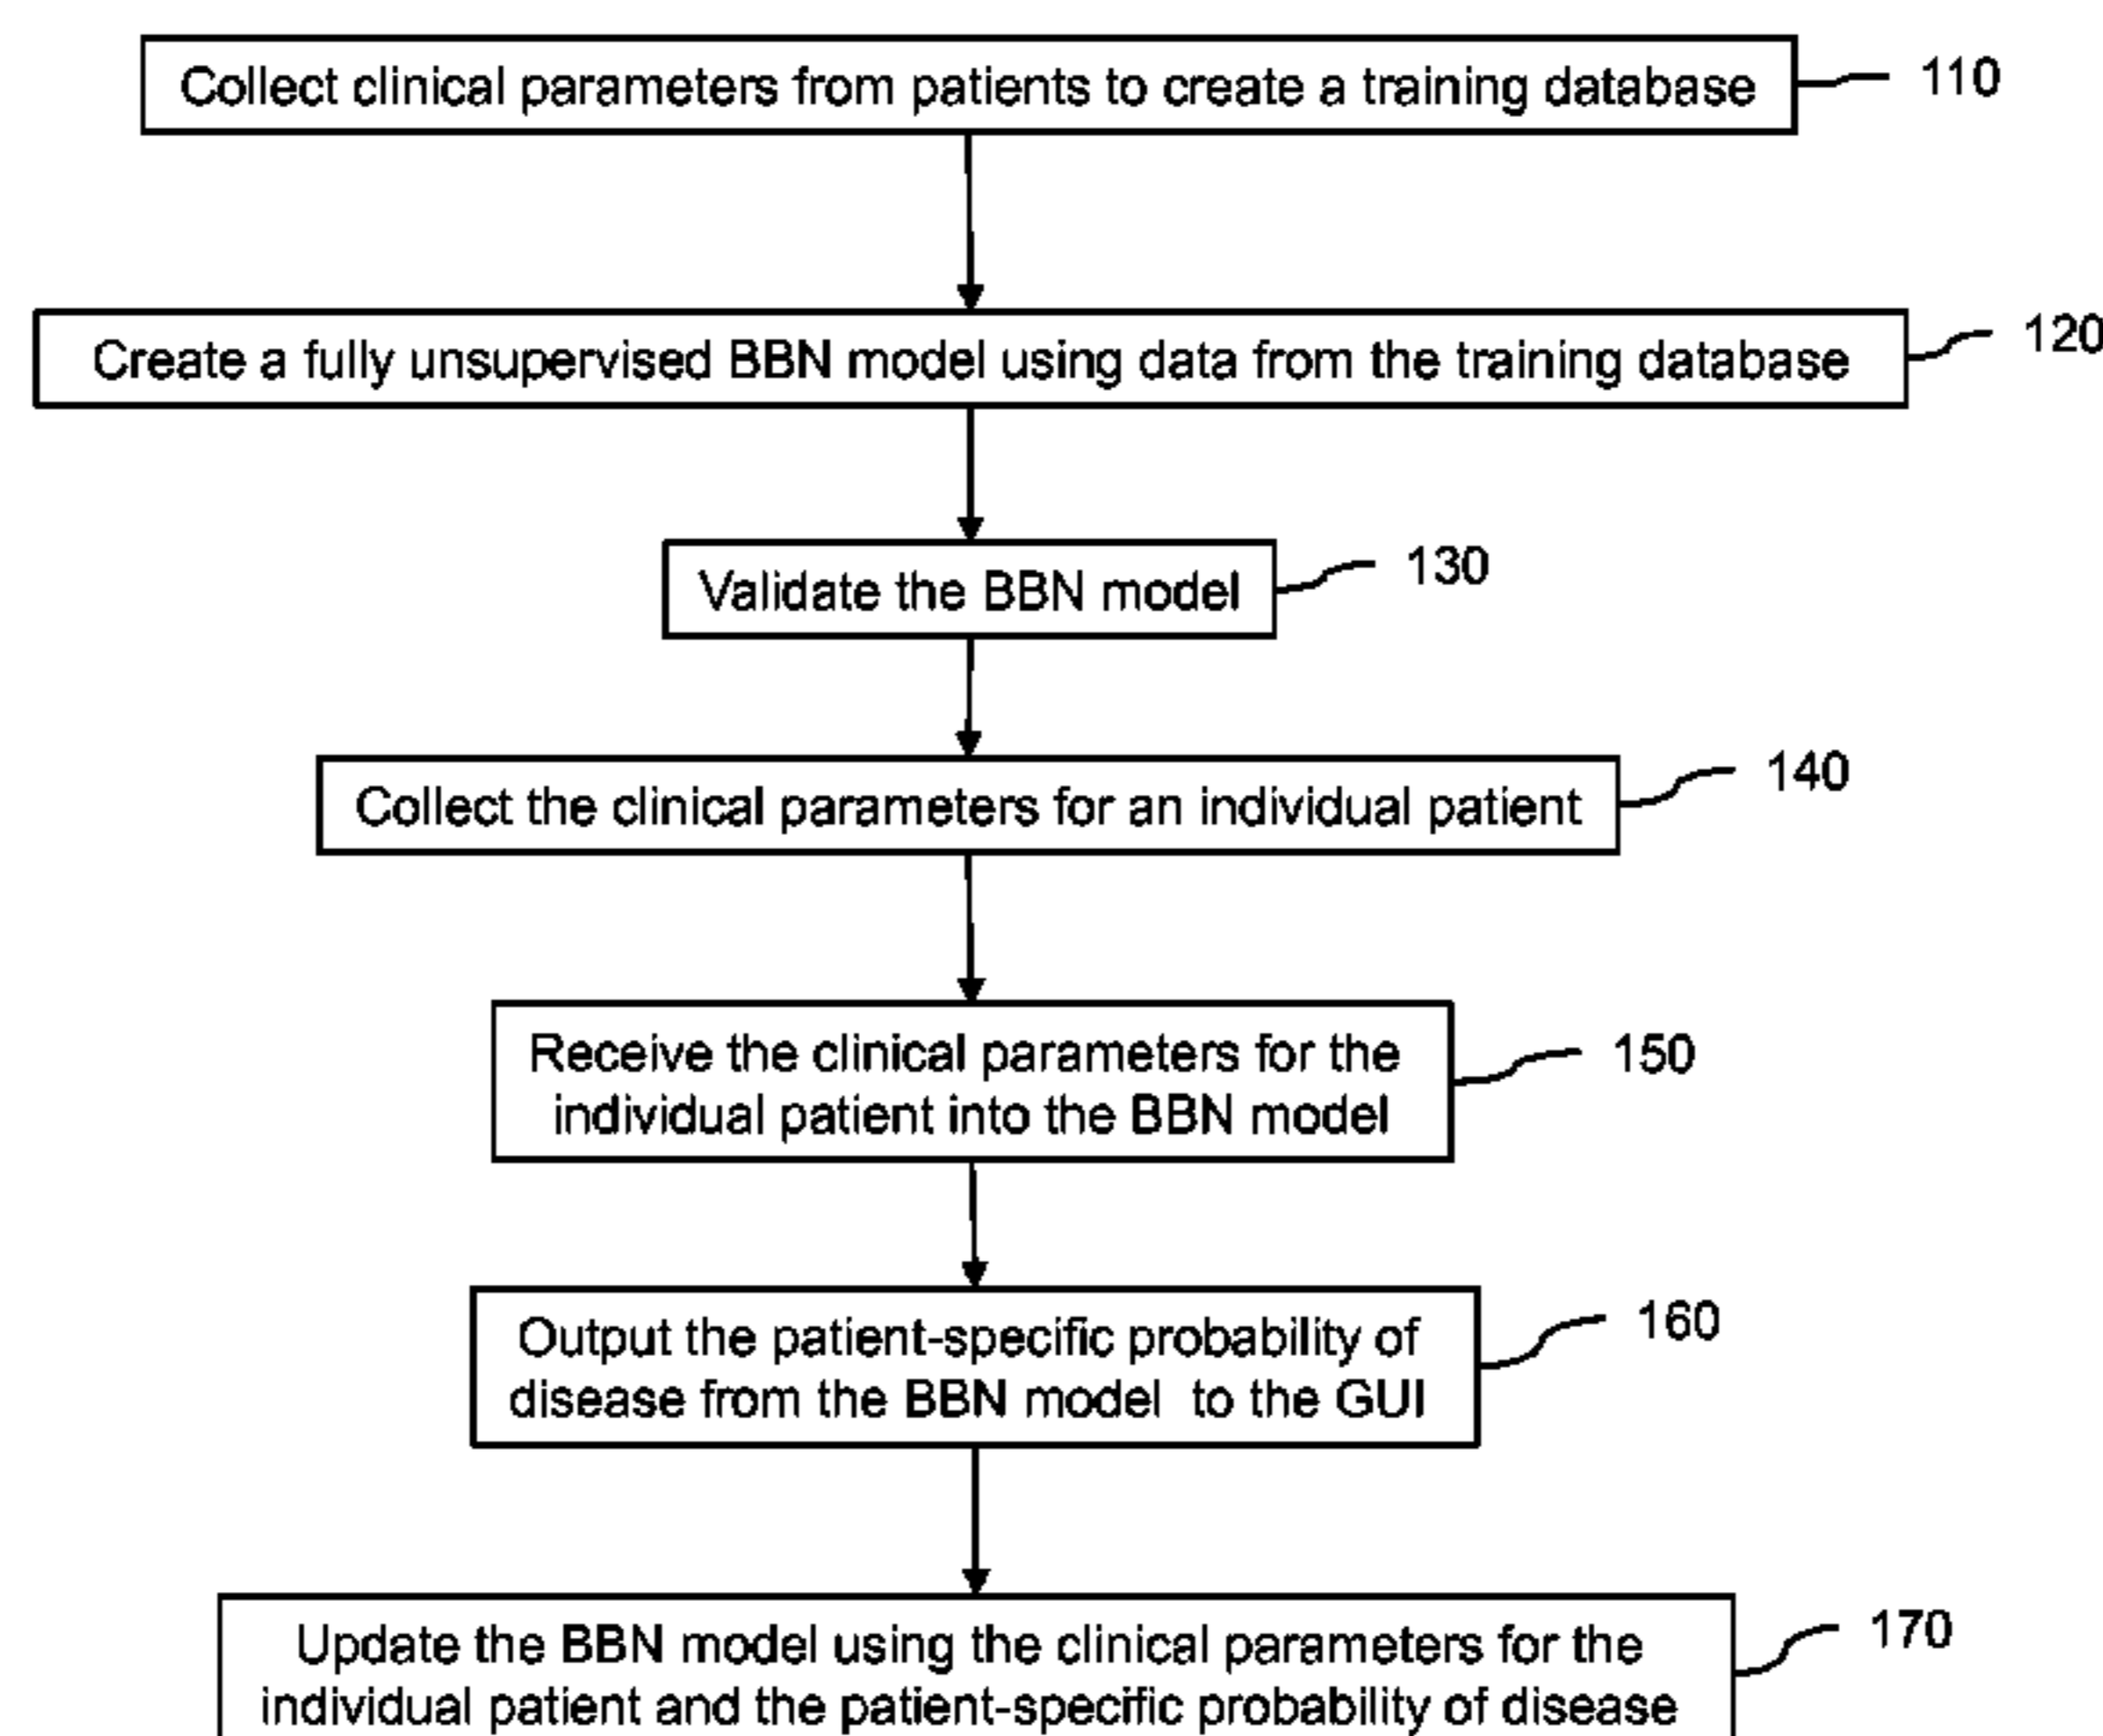 Collect clinical parameters from patients to create a training database
110
Create a fully unsupervised BBN model using data from the training database
120
Validate the BBN model
130
Collect the clinical parameters for an individual patient
140
Receive the clinical parameters for the
individual patient into the BBN model
150
Output the patient-specific probability of
disease from the BBN model to the GUI
160
Update the BBN model using the clinical parameters for the
individual patient and the patient-specific probability of disease
170